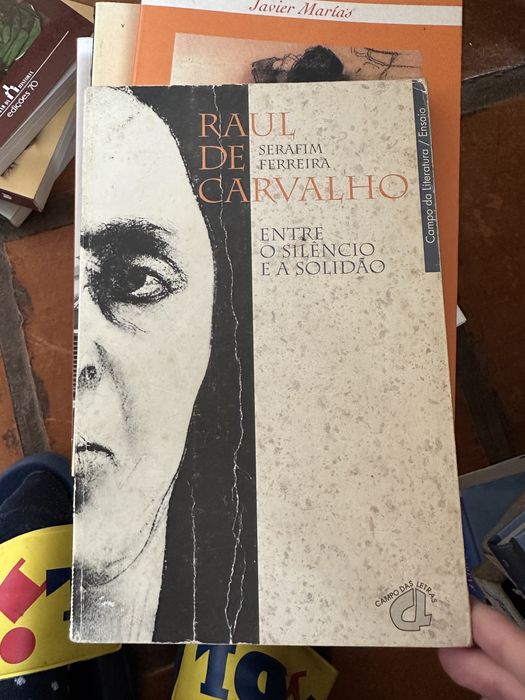 Javier Marías
edições 70
RAUL
DE SERAFIM
FERREIRA
CARVALHO
ENTRE
O SILÊNCIO
E A SOLIDÃO
Campo da Literatura / Ensaio
CAMPO DAS LETRAS